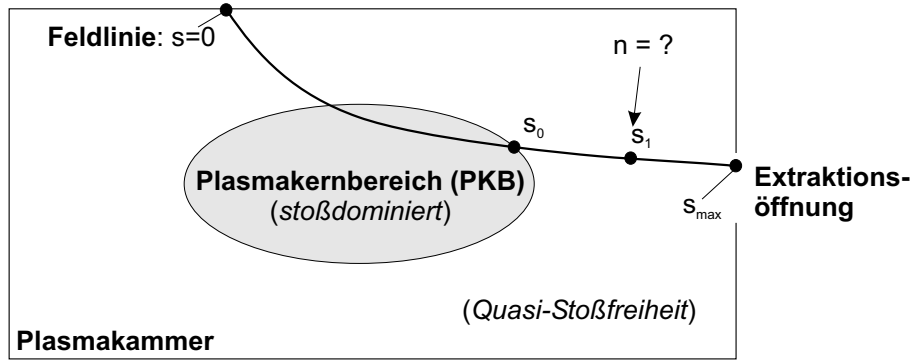 Feldlinie: s=0
n = ?
s₀
s₁
Plasmakernbereich (PKB)
(stoßdominiert)
Extraktions-
öffnung
sₘₐₓ
(Quasi-Stoßfreiheit)
Plasmakammer